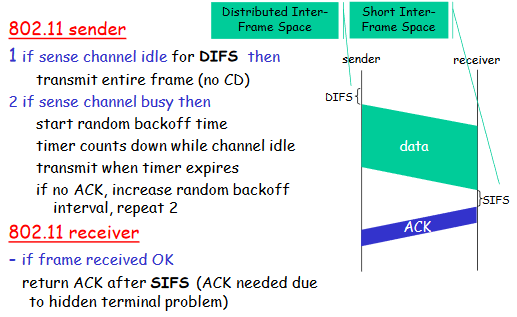 Distributed Inter-
Frame Space
Short Inter-
Frame Space
802.11 sender
1 if sense channel idle for DIFS then
transmit entire frame (no CD)
2 if sense channel busy then
start random backoff time
timer counts down while channel idle
transmit when timer expires
if no ACK, increase random backoff
interval, repeat 2
802.11 receiver
- if frame received OK
return ACK after SIFS (ACK needed due
to hidden terminal problem)
sender
receiver
DIFS
data
SIFS
ACK